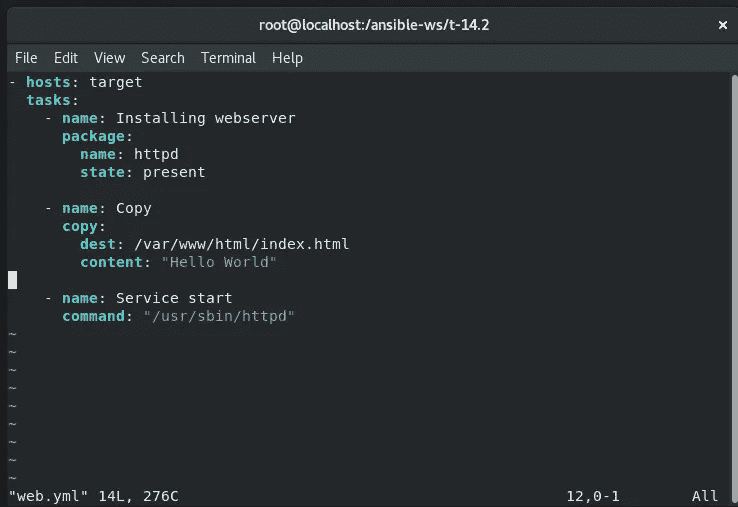 root@localhost:/ansible-ws/t-14.2 ×
File Edit View Search Terminal Help
- hosts: target
  tasks:
    - name: Installing webserver
      package:
        name: httpd
        state: present

    - name: Copy
      copy:
        dest: /var/www/html/index.html
        content: "Hello World"

    - name: Service start
      command: "/usr/sbin/httpd"
~
~
~
~
~
~
~
~
~
"web.yml" 14L, 276C 12,0-1 All